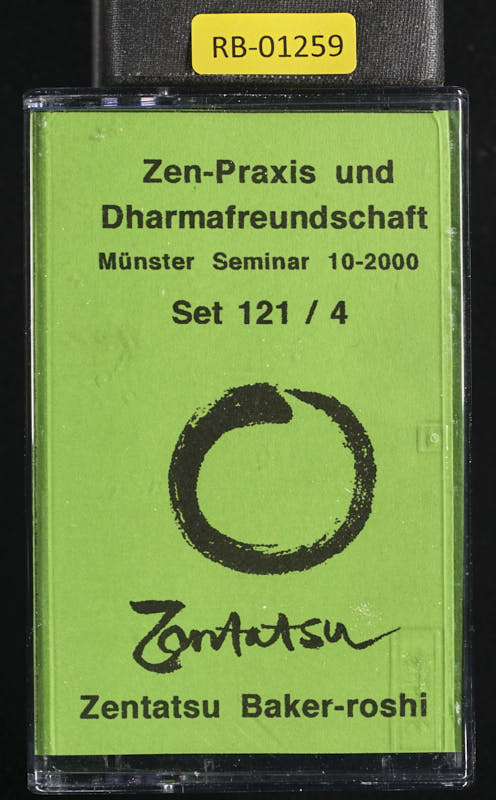 RB-01259
Zen-Praxis und
Dharmafreundschaft
Münster Seminar 10-2000
Set 121 / 4
Zentatsu
Zentatsu Baker-roshi